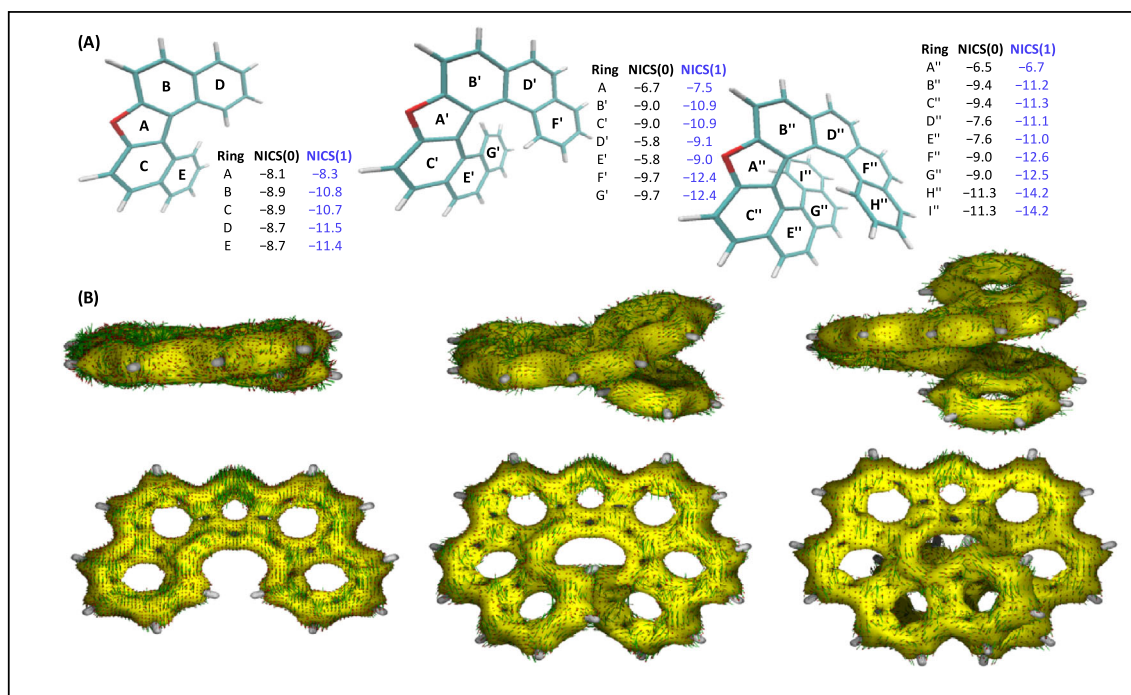 (A)
B
D
A
C
E
Ring NICS(0) NICS(1)
A −8.1 −8.3
B −8.9 −10.8
C −8.9 −10.7
D −8.7 −11.5
E −8.7 −11.4
B'
D'
A'
F'
C'
G'
E'
Ring NICS(0) NICS(1)
A −6.7 −7.5
B' −9.0 −10.9
C' −9.0 −10.9
D' −5.8 −9.1
E' −5.8 −9.0
F' −9.7 −12.4
G' −9.7 −12.4
B''
D''
A''
I''
F''
H''
C''
G''
E''
Ring NICS(0) NICS(1)
A'' −6.5 −6.7
B'' −9.4 −11.2
C'' −9.4 −11.3
D'' −7.6 −11.1
E'' −7.6 −11.0
F'' −9.0 −12.6
G'' −9.0 −12.5
H'' −11.3 −14.2
I'' −11.3 −14.2
(B)